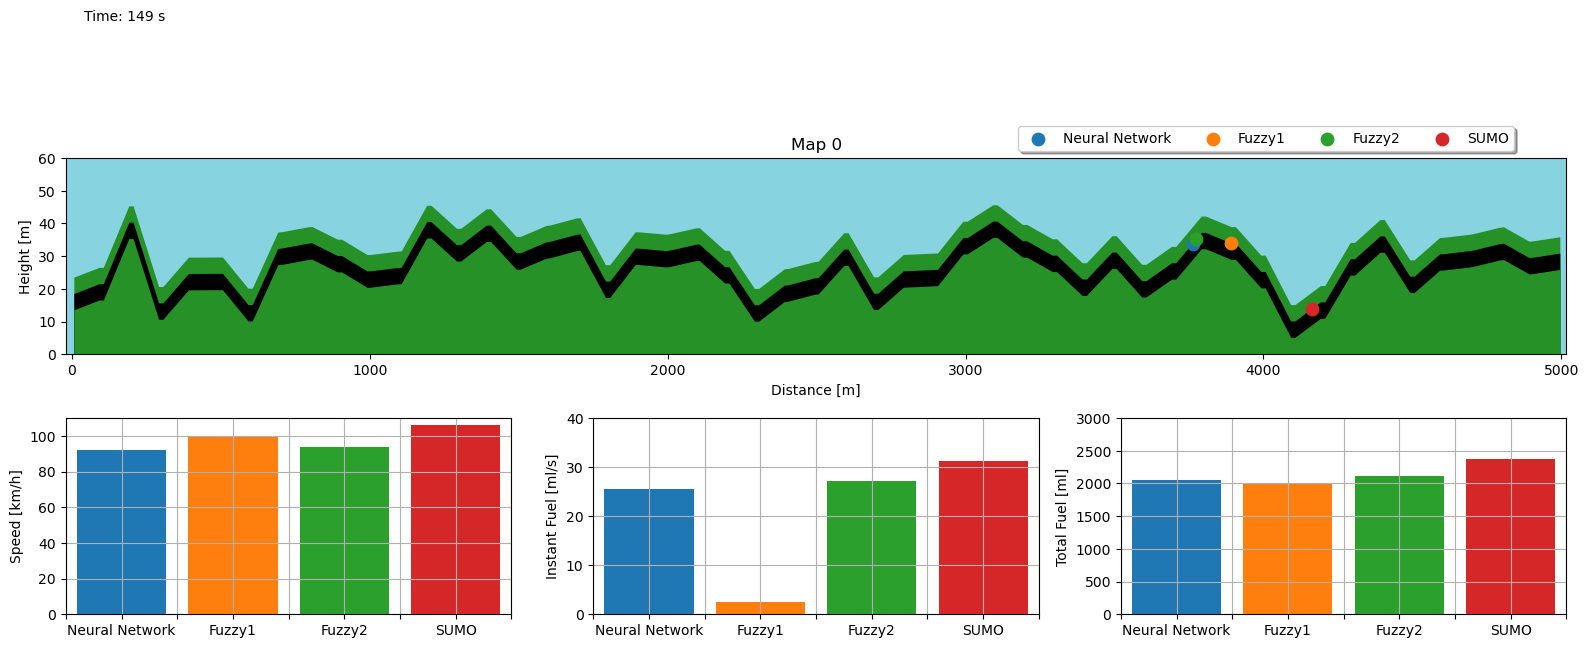 Time: 149 s
Map 0
Neural Network Fuzzy1 Fuzzy2 SUMO
60
50
40
30
20
10
0
Height [m]
0 1000 2000 3000 4000 5000
Distance [m]
100
80
60
40
20
0
Speed [km/h]
Neural Network Fuzzy1 Fuzzy2 SUMO
40
30
20
10
0
Instant Fuel [ml/s]
Neural Network Fuzzy1 Fuzzy2 SUMO
3000
2500
2000
1500
1000
500
0
Total Fuel [ml]
Neural Network Fuzzy1 Fuzzy2 SUMO